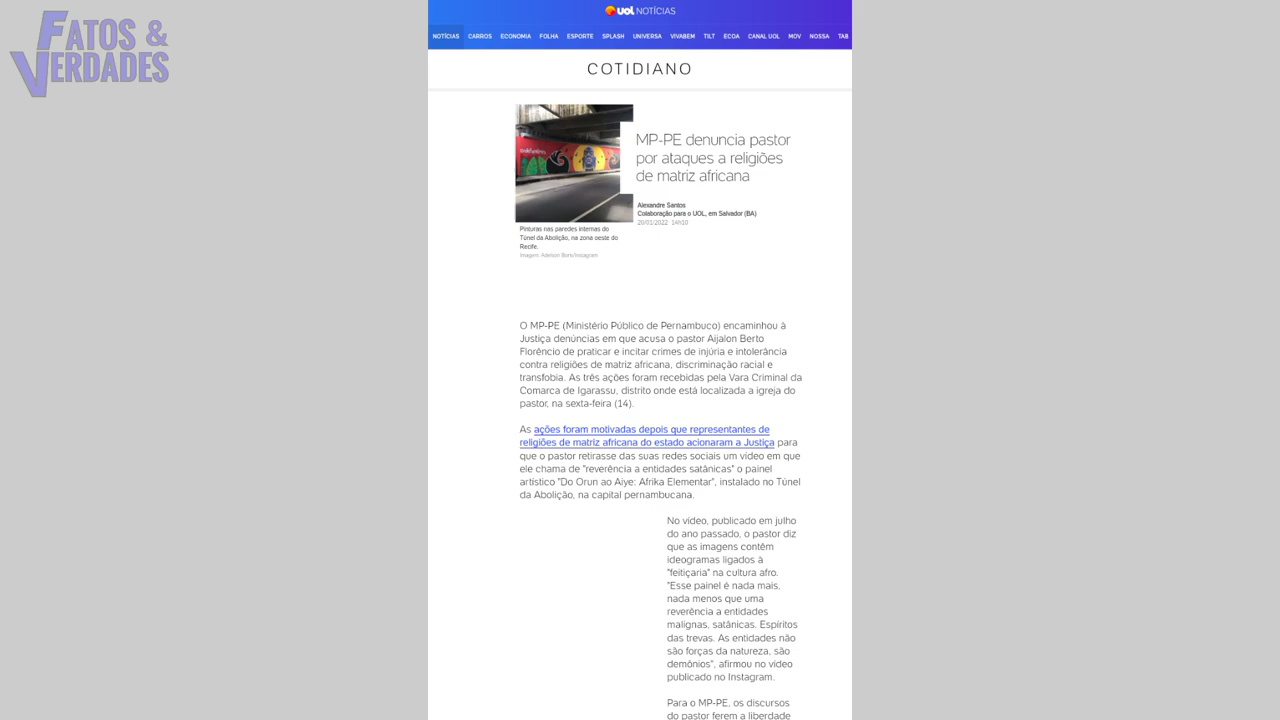 FATOS &
VERDADES
uol NOTÍCIAS
NOTÍCIAS CARROS ECONOMIA FOLHA ESPORTE SPLASH UNIVERSA VIVABEM TILT ECOA CANAL UOL MOV NOSSA TAB
COTIDIANO
MP-PE denuncia pastor
por ataques a religiões
de matriz africana
Alexandre Santos
Colaboração para o UOL, em Salvador (BA)
20/01/2022 14h10
Pinturas nas paredes internas do
Túnel da Abolição, na zona oeste do
Recife.
Imagem: Adelson Boris/Instagram
O MP-PE (Ministério Público de Pernambuco) encaminhou à
Justiça denúncias em que acusa o pastor Aijalon Berto
Florêncio de praticar e incitar crimes de injúria e intolerância
contra religiões de matriz africana, discriminação racial e
transfobia. As três ações foram recebidas pela Vara Criminal da
Comarca de Igarassu, distrito onde está localizada a igreja do
pastor, na sexta-feira (14).
As ações foram motivadas depois que representantes de
religiões de matriz africana do estado acionaram a Justiça para
que o pastor retirasse das suas redes sociais um vídeo em que
ele chama de "reverência a entidades satânicas" o painel
artístico "Do Orun ao Aiye: Afrika Elementar", instalado no Túnel
da Abolição, na capital pernambucana.
No vídeo, publicado em julho
do ano passado, o pastor diz
que as imagens contêm
ideogramas ligados à
"feitiçaria" na cultura afro.
"Esse painel é nada mais,
nada menos que uma
reverência a entidades
malignas, satânicas. Espíritos
das trevas. As entidades não
são forças da natureza, são
demônios", afirmou no vídeo
publicado no Instagram.
Para o MP-PE, os discursos
do pastor ferem a liberdade